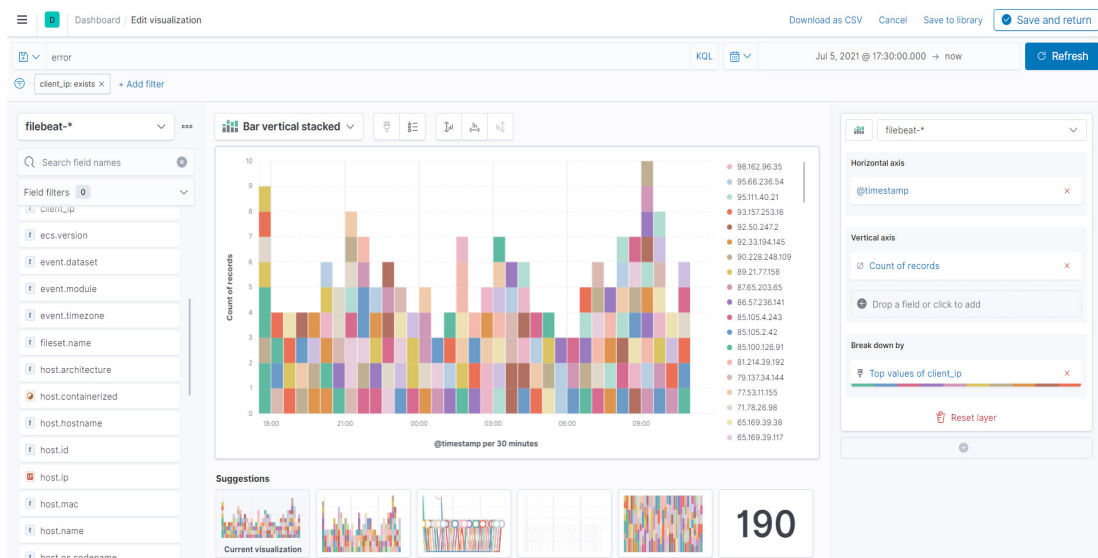 D Dashboard / Edit visualization Download as CSV Cancel Save to library Save and return
error KQL Jul 5, 2021 @ 17:30:00.000 → now Refresh
client_ip: exists × + Add filter
filebeat-*
Bar vertical stacked
filebeat-*
Search field names
Field filters 0
client_ip
t ecs.version
t event.dataset
t event.module
t event.timezone
t fileset.name
t host.architecture
host.containerized
t host.hostname
t host.id
IP host.ip
t host.mac
t host.name
t host.os.codename
Count of records
10
9
8
7
6
5
4
3
2
1
0
18:00 21:00 00:00 03:00 06:00 09:00
@timestamp per 30 minutes
98.162.96.35
95.66.236.54
95.111.40.21
93.157.253.16
92.50.247.2
92.33.194.145
90.228.248.109
89.21.77.158
87.65.203.65
86.57.236.141
85.105.4.243
85.105.2.42
85.100.126.91
81.214.39.192
79.137.34.144
77.53.11.155
71.78.26.98
65.169.39.38
65.169.39.117
Suggestions
Current visualization
190
Horizontal axis
@timestamp ×
Vertical axis
Count of records ×
Drop a field or click to add
Break down by
Top values of client_ip ×
Reset layer